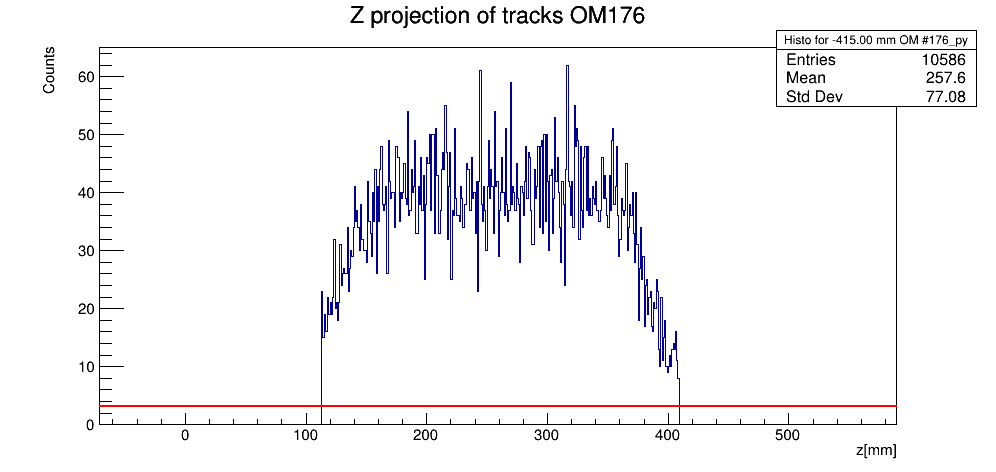 Z projection of tracks OM176
Histo for -415.00 mm OM #176_py
Entries 10586
Mean 257.6
Std Dev 77.08
Counts
60
50
40
30
20
10
0
0 100 200 300 400 500
z[mm]